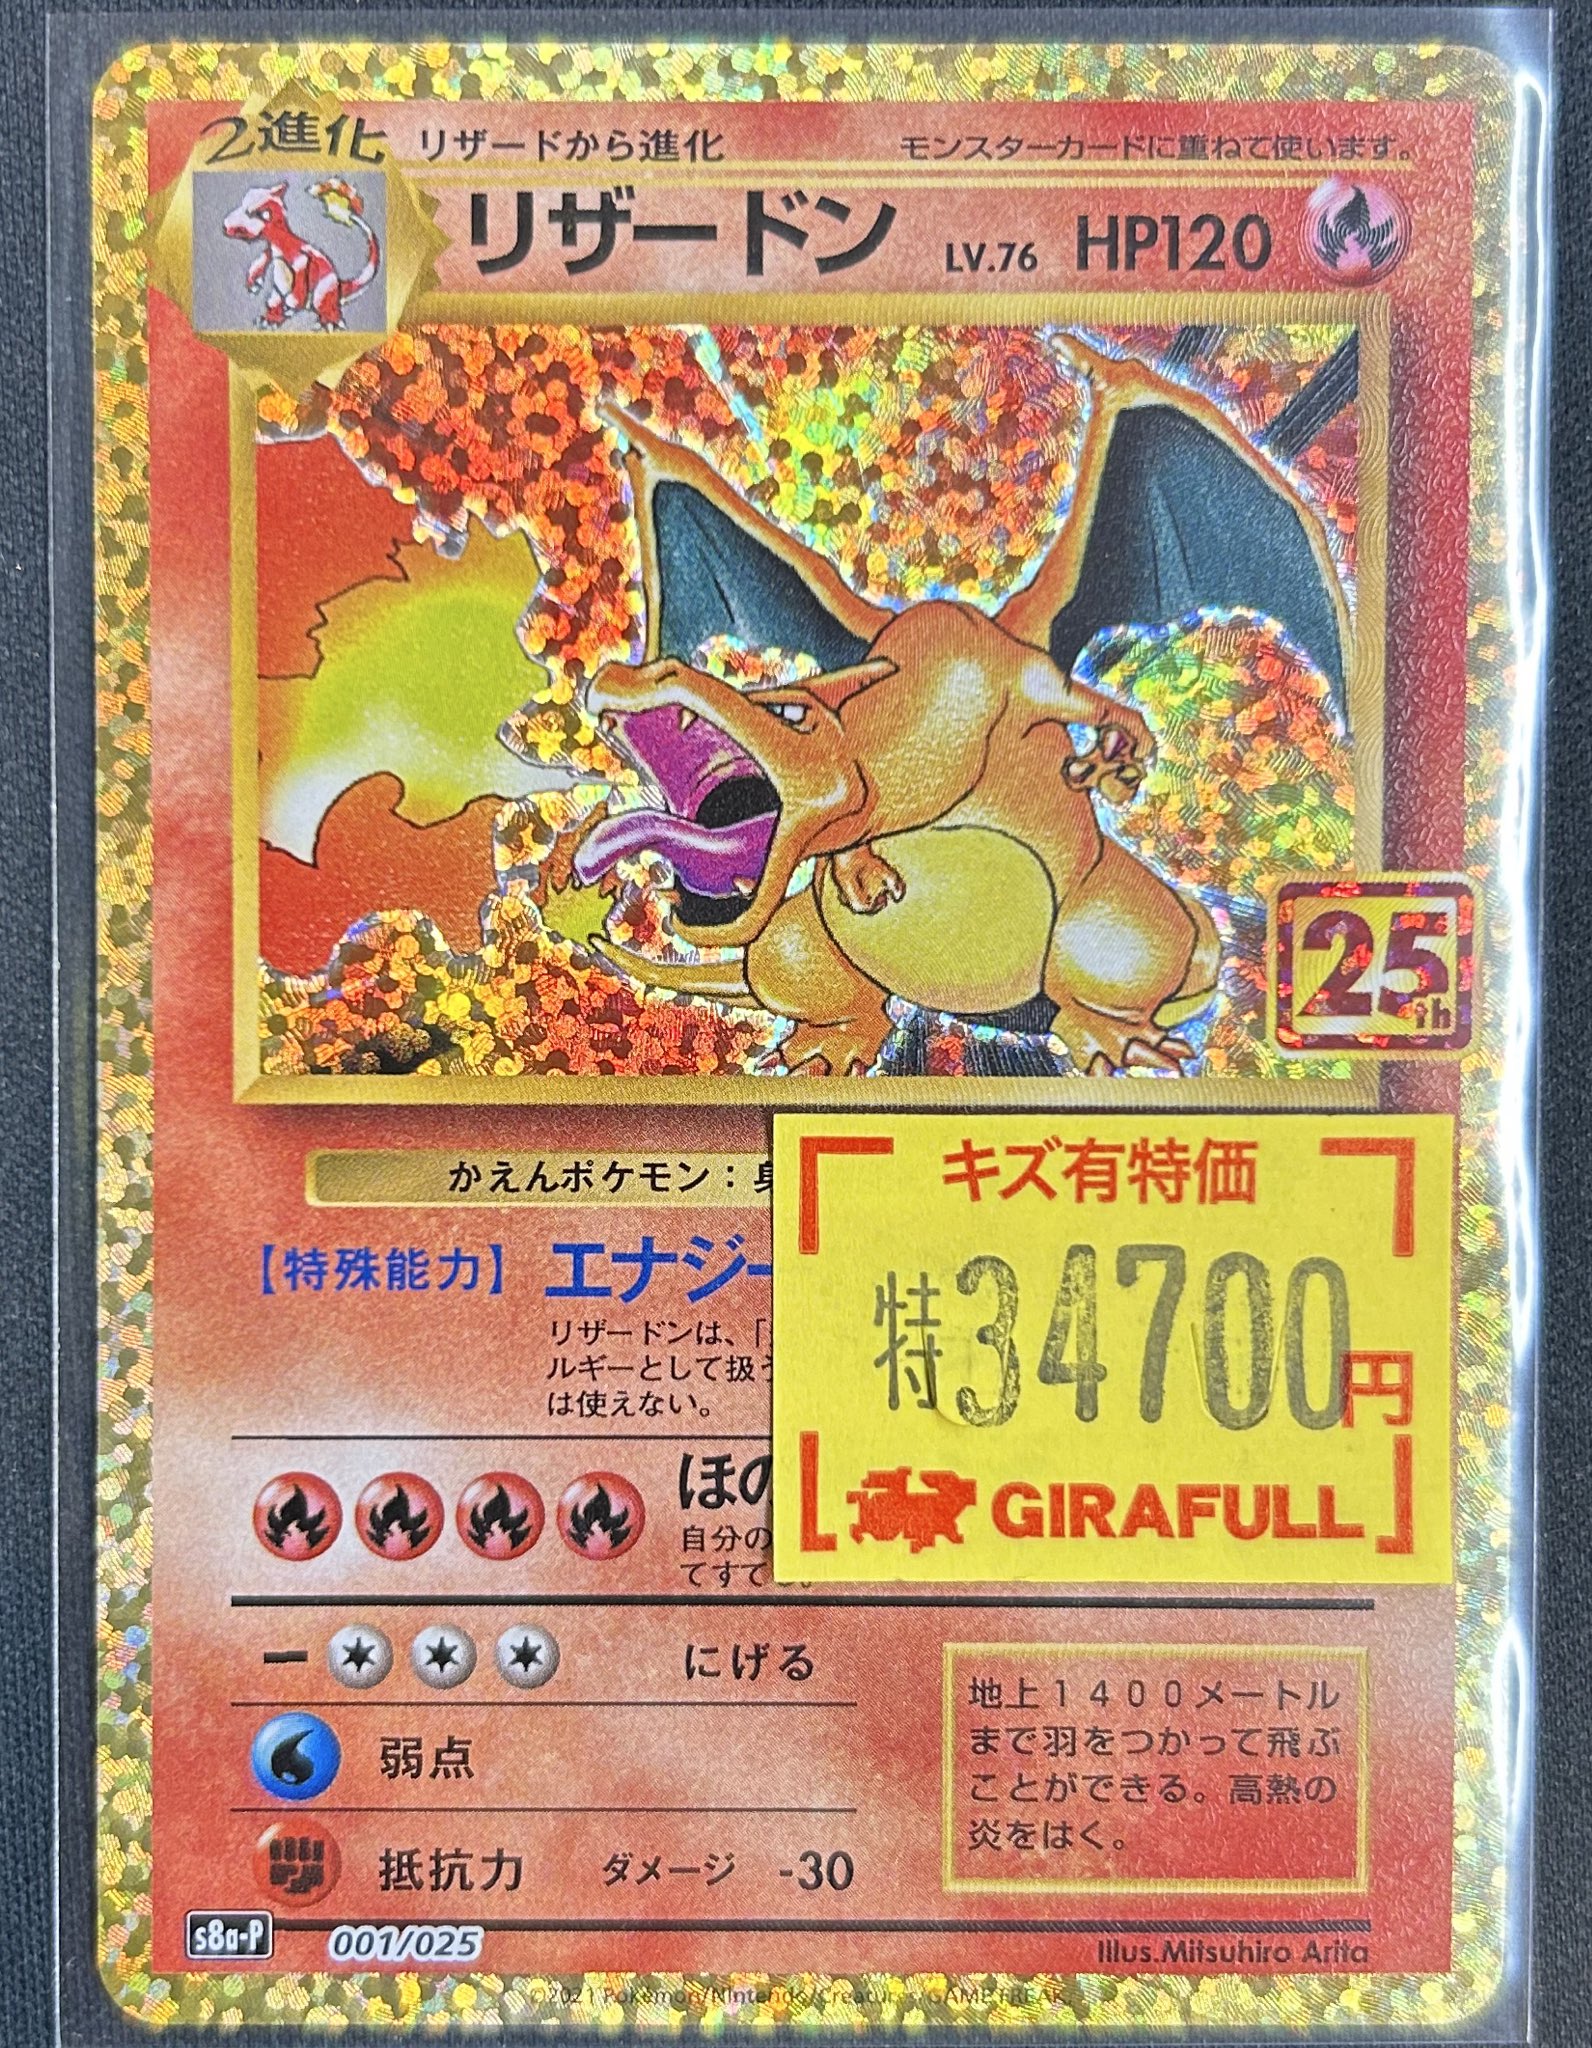 2進化
リザードから進化
モンスターカードに重ねて使います。
リザードン LV.76 HP120
25th
かえんポケモン：
【特殊能力】 エナジー
リザードンは、「
ルギーとして扱
は使えない。
ほの
自分の
てすて
キズ有特価
特34700円
GIRAFULL
ー にげる
弱点
抵抗力 ダメージ -30
地上１４００メートル
まで羽をつかって飛ぶ
ことができる。高熱の
炎をはく。
s8a-P 001/025
Illus.Mitsuhiro Arita
©2021 Pokémon/Nintendo/Creatures/GAME FREAK.